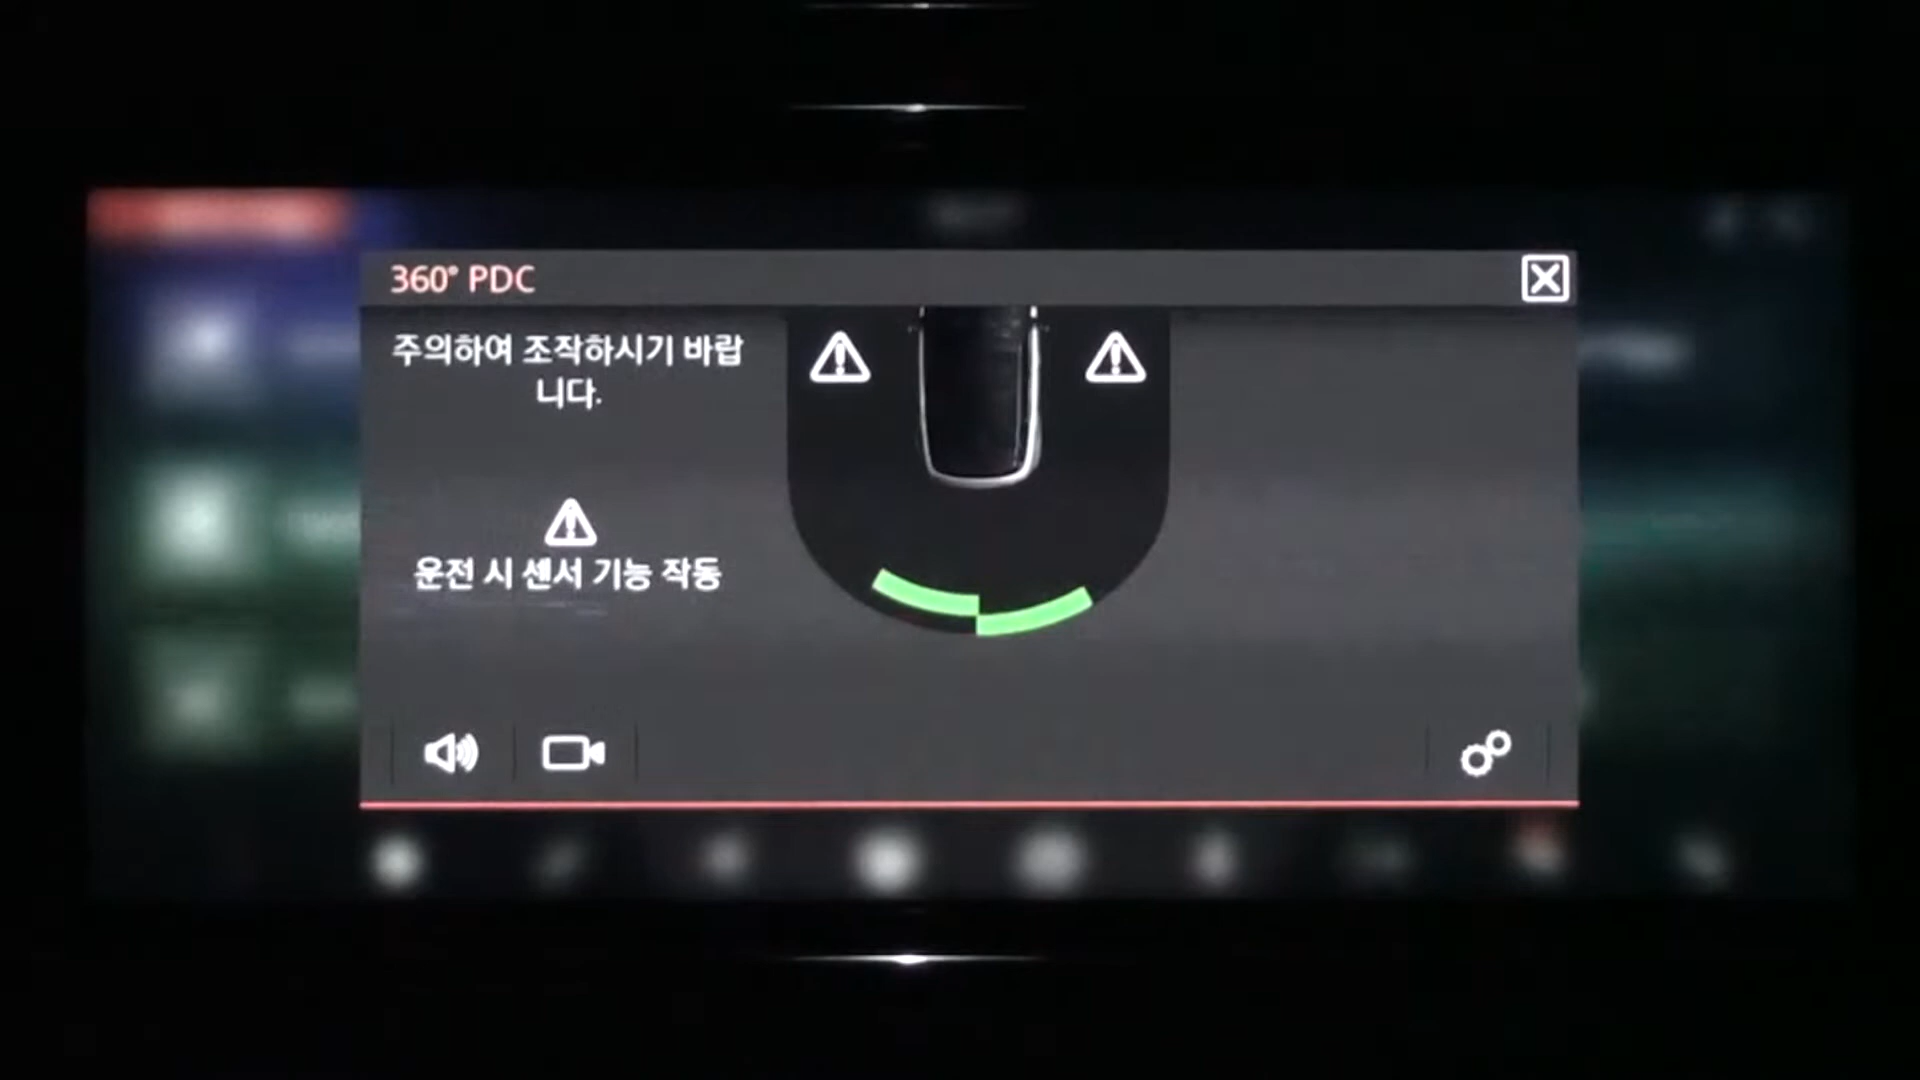 360° PDC
주의하여 조작하시기 바랍
니다.
운전 시 센서 기능 작동